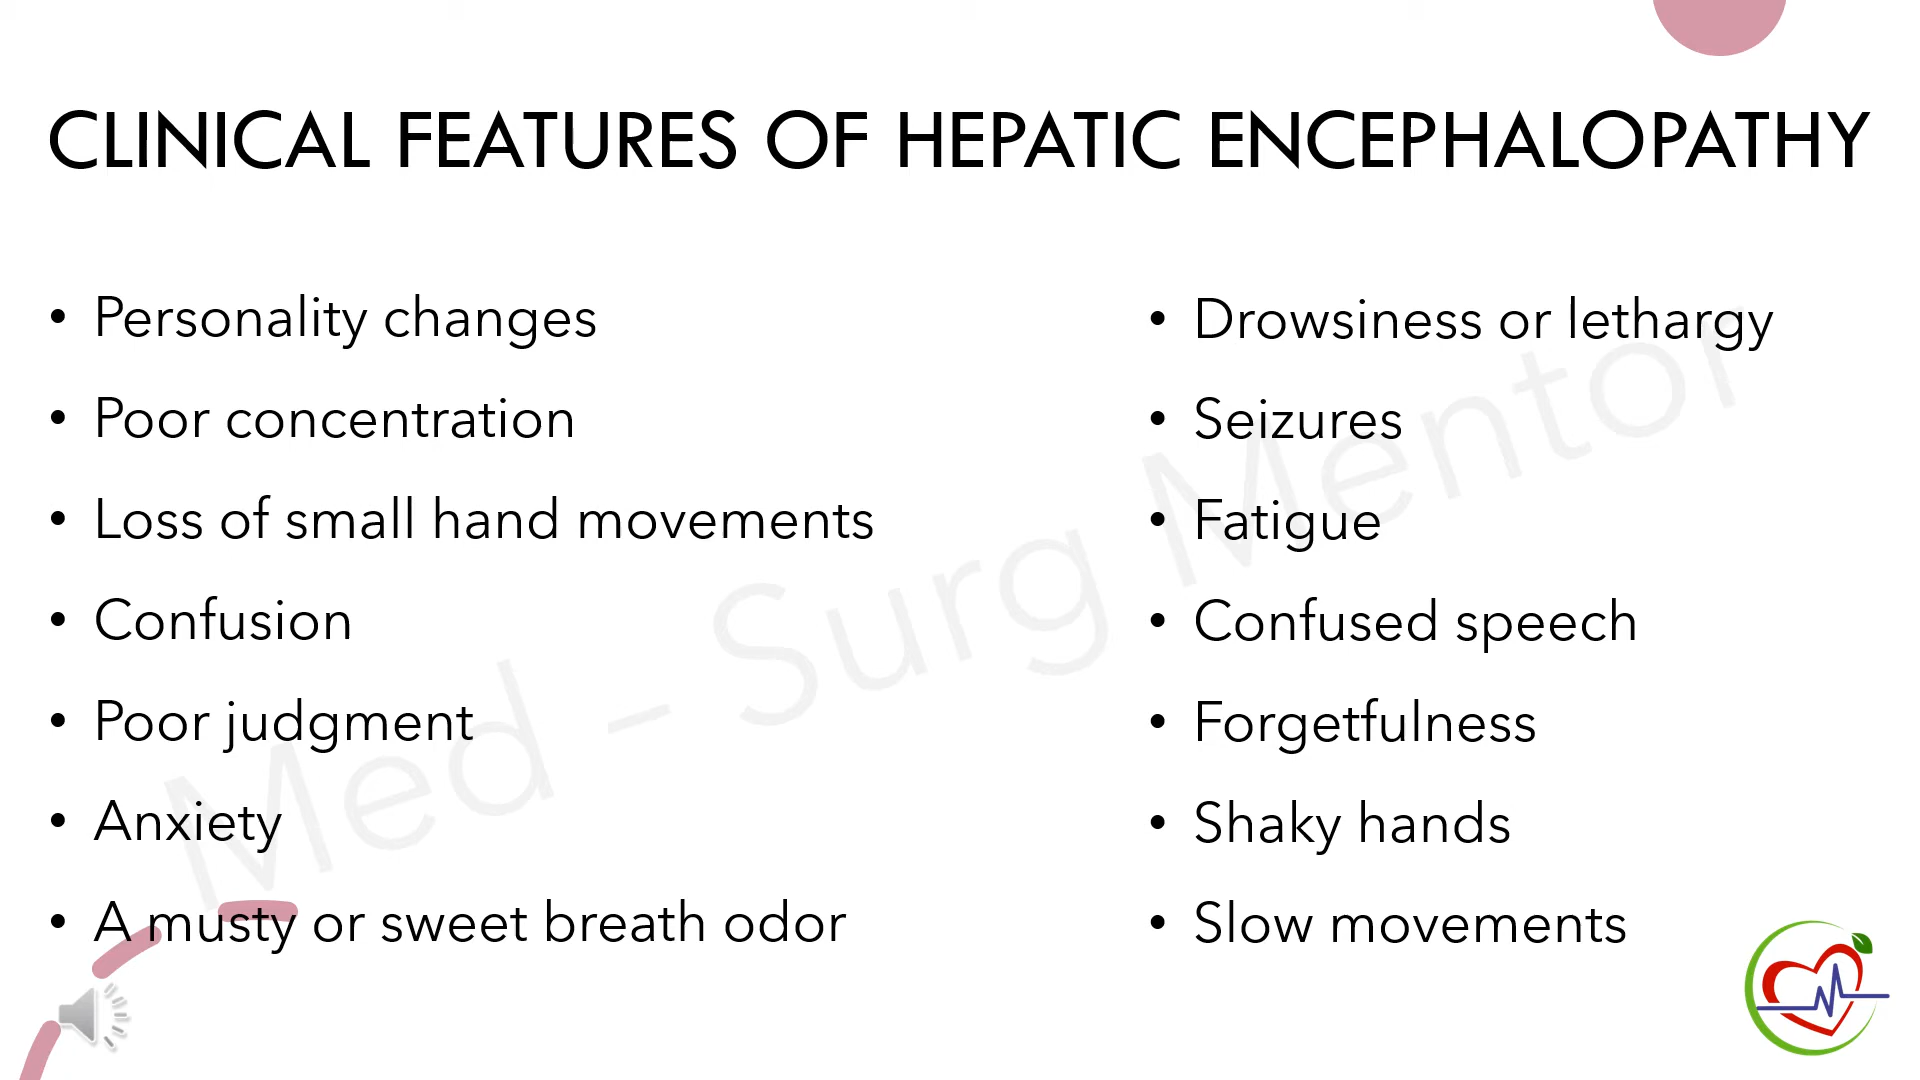 CLINICAL FEATURES OF HEPATIC ENCEPHALOPATHY
• Personality changes
• Poor concentration
• Loss of small hand movements
• Confusion
• Poor judgment
• Anxiety
• A musty or sweet breath odor
• Drowsiness or lethargy
• Seizures
• Fatigue
• Confused speech
• Forgetfulness
• Shaky hands
• Slow movements
Med – Surg Mentor